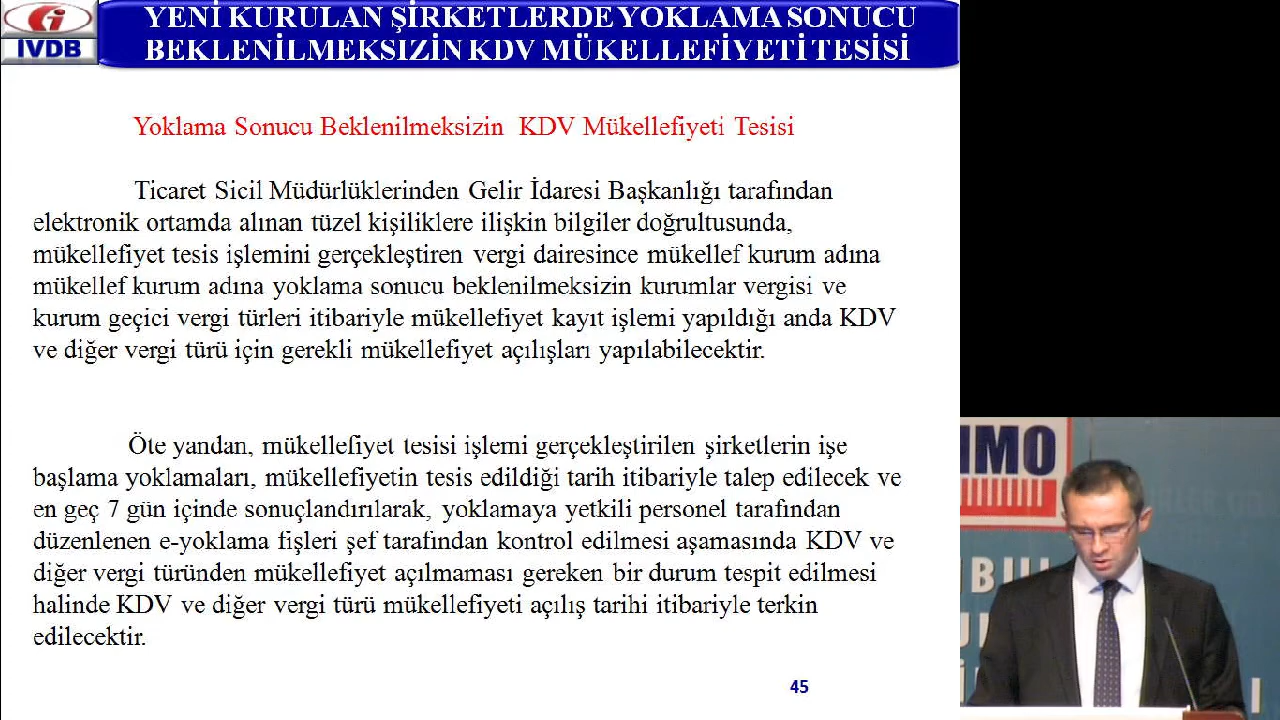 IVDB
YENİ KURULAN ŞİRKETLERDE YOKLAMA SONUCU
BEKLENİLMEKSIZİN KDV MÜKELLEFİYETİ TESİSİ
Yoklama Sonucu Beklenilmeksizin KDV Mükellefiyeti Tesisi
Ticaret Sicil Müdürlüklerinden Gelir İdaresi Başkanlığı tarafından
elektronik ortamda alınan tüzel kişiliklere ilişkin bilgiler doğrultusunda,
mükellefiyet tesis işlemini gerçekleştiren vergi dairesince mükellef kurum adına
mükellef kurum adına yoklama sonucu beklenilmeksizin kurumlar vergisi ve
kurum geçici vergi türleri itibariyle mükellefiyet kayıt işlemi yapıldığı anda KDV
ve diğer vergi türü için gerekli mükellefiyet açılışları yapılabilecektir.
Öte yandan, mükellefiyet tesisi işlemi gerçekleştirilen şirketlerin işe
başlama yoklamaları, mükellefiyetin tesis edildiği tarih itibariyle talep edilecek ve
en geç 7 gün içinde sonuçlandırılarak, yoklamaya yetkili personel tarafından
düzenlenen e-yoklama fişleri şef tarafından kontrol edilmesi aşamasında KDV ve
diğer vergi türünden mükellefiyet açılmaması gereken bir durum tespit edilmesi
halinde KDV ve diğer vergi türü mükellefiyeti açılış tarihi itibariyle terkin
edilecektir.
45
MMO